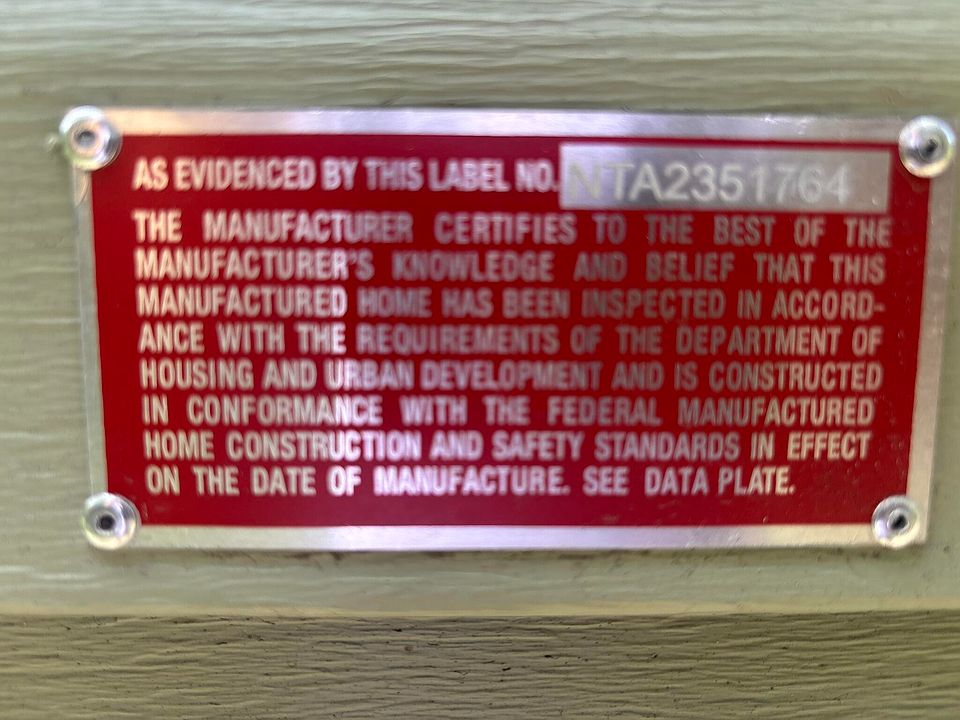 AS EVIDENCED BY THIS LABEL NO. NTA2351764
THE MANUFACTURER CERTIFIES TO THE BEST OF THE
MANUFACTURER'S KNOWLEDGE AND BELIEF THAT THIS
MANUFACTURED HOME HAS BEEN INSPECTED IN ACCORD-
ANCE WITH THE REQUIREMENTS OF THE DEPARTMENT OF
HOUSING AND URBAN DEVELOPMENT AND IS CONSTRUCTED
IN CONFORMANCE WITH THE FEDERAL MANUFACTURED
HOME CONSTRUCTION AND SAFETY STANDARDS IN EFFECT
ON THE DATE OF MANUFACTURE. SEE DATA PLATE.